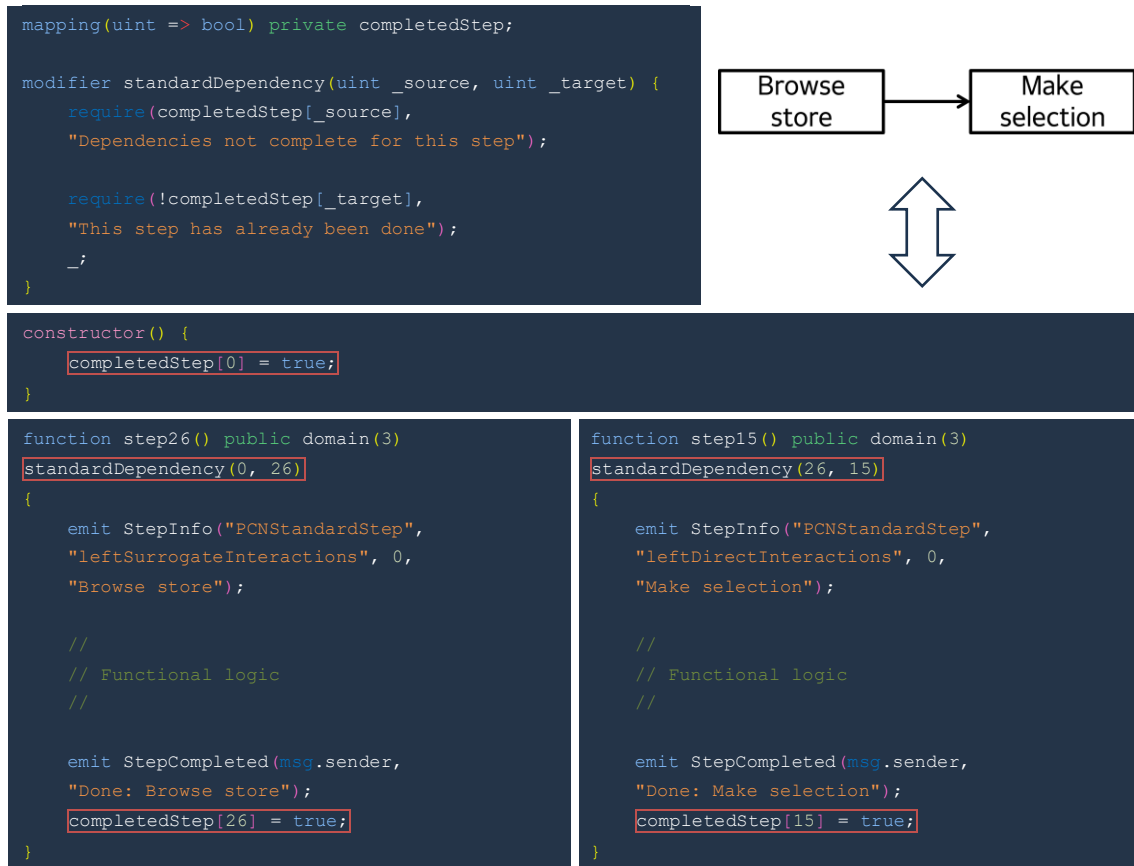 mapping(uint => bool) private completedStep;
modifier standardDependency(uint _source, uint _target) {
require(completedStep[_source],
"Dependencies not complete for this step");
require(!completedStep[_target],
"This step has already been done");
_;
}
Browse
store
Make
selection
constructor() {
completedStep[0] = true;
}
function step26() public domain(3)
standardDependency(0, 26)
{
emit StepInfo("PCNStandardStep",
"leftSurrogateInteractions", 0,
"Browse store");
//
// Functional logic
//
emit StepCompleted(msg.sender,
"Done: Browse store");
completedStep[26] = true;
}
function step15() public domain(3)
standardDependency(26, 15)
{
emit StepInfo("PCNStandardStep",
"leftDirectInteractions", 0,
"Make selection");
//
// Functional logic
//
emit StepCompleted(msg.sender,
"Done: Make selection");
completedStep[15] = true;
}